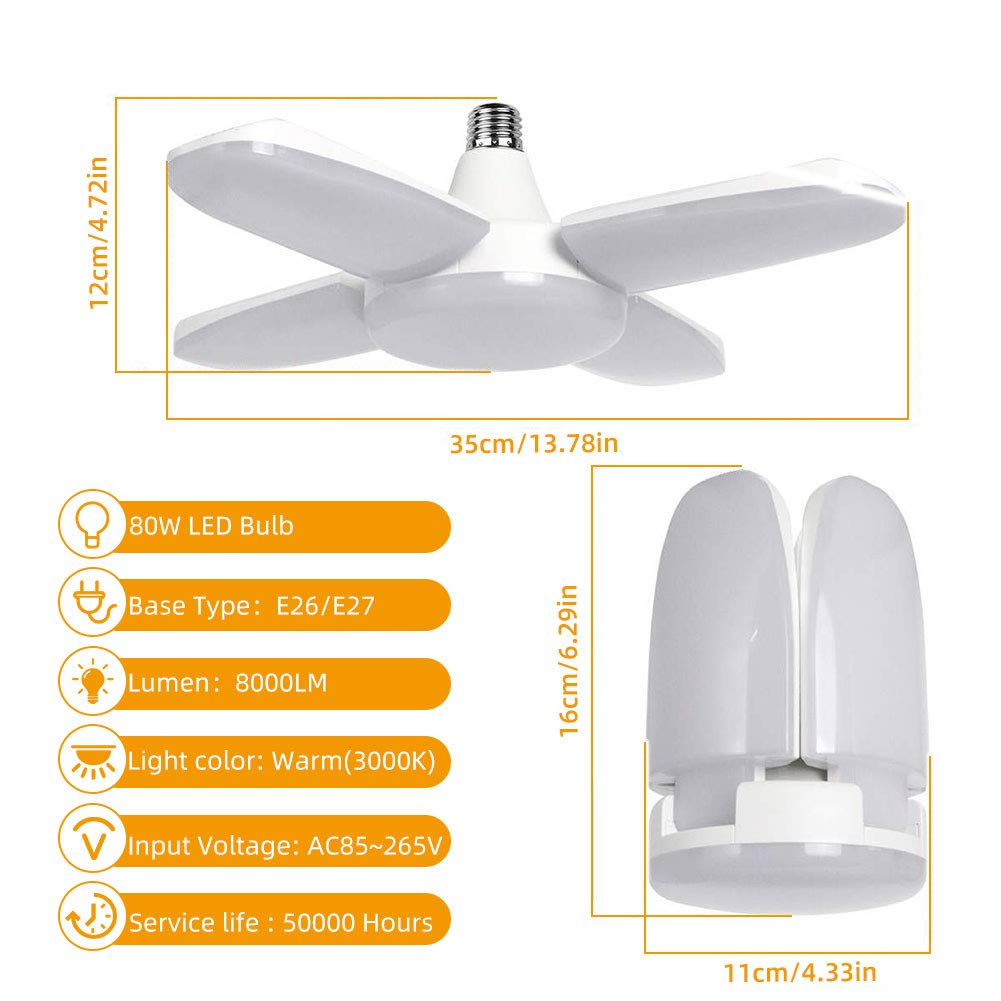 12cm/4.72in
35cm/13.78in
80W LED Bulb
Base Type: E26/E27
Lumen: 8000LM
Light color: Warm(3000K)
Input Voltage: AC85~265V
Service life : 50000 Hours
16cm/6.29in
11cm/4.33in